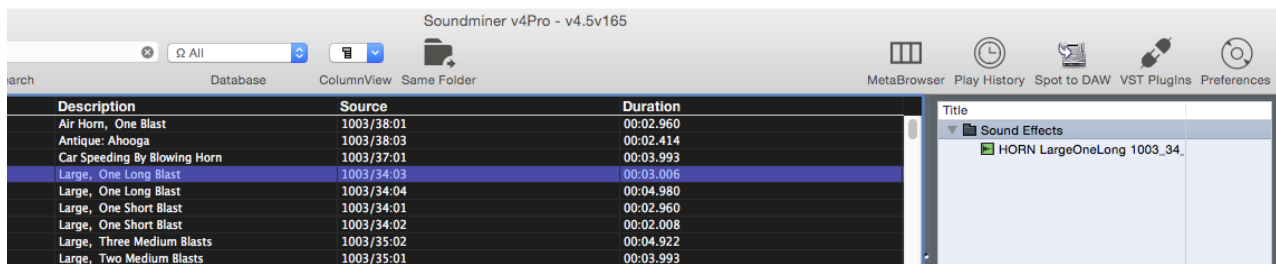 Soundminer v4Pro - v4.5v165
Ω All
earch Database ColumnView Same Folder MetaBrowser Play History Spot to DAW VST PlugIns Preferences
Description Source Duration
Air Horn, One Blast 1003/38:01 00:02.960
Antique: Ahooga 1003/38:03 00:02.414
Car Speeding By Blowing Horn 1003/37:01 00:03.993
Large, One Long Blast 1003/34:03 00:03.006
Large, One Long Blast 1003/34:04 00:04.980
Large, One Short Blast 1003/34:01 00:02.960
Large, One Short Blast 1003/34:02 00:02.008
Large, Three Medium Blasts 1003/35:02 00:04.922
Large, Two Medium Blasts 1003/35:01 00:03.993
Title
Sound Effects
HORN LargeOneLong 1003_34_